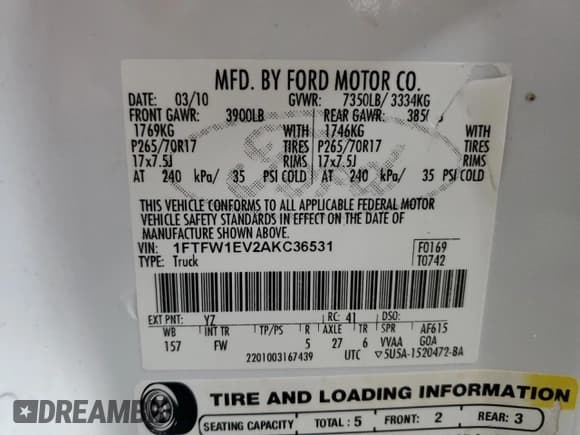 MFD. BY FORD MOTOR CO.
DATE: 03/10 GVWR: 7350LB/ 3334KG
FRONT GAWR: 3900LB REAR GAWR:
1769KG WITH 1746KG WITH
P265/70R17 TIRES P265/70R17 TIRES
17x7.5J RIMS 17x7.5J RIMS
AT 240 kPa/ 35 PSI COLD AT 240 kPa/ 35 PSI COLD
THIS VEHICLE CONFORMS TO ALL APPLICABLE FEDERAL MOTOR
VEHICLE SAFETY STANDARDS IN EFFECT ON THE DATE OF
MANUFACTURE SHOWN ABOVE.
VIN: 1FTFW1EV2AKC36531 F0169
TYPE: Truck T0742
EXT PNT: YZ RC: 41 DSO:
WB INT TR TP/PS R AXLE TR SPR AF615
157 FW 5 27 6 VVAA GOA
2201003167439 UTC ▽5U5A-1520472-BA
TIRE AND LOADING INFORMATION
SEATING CAPACITY TOTAL: 5 FRONT: 2 REAR: 3